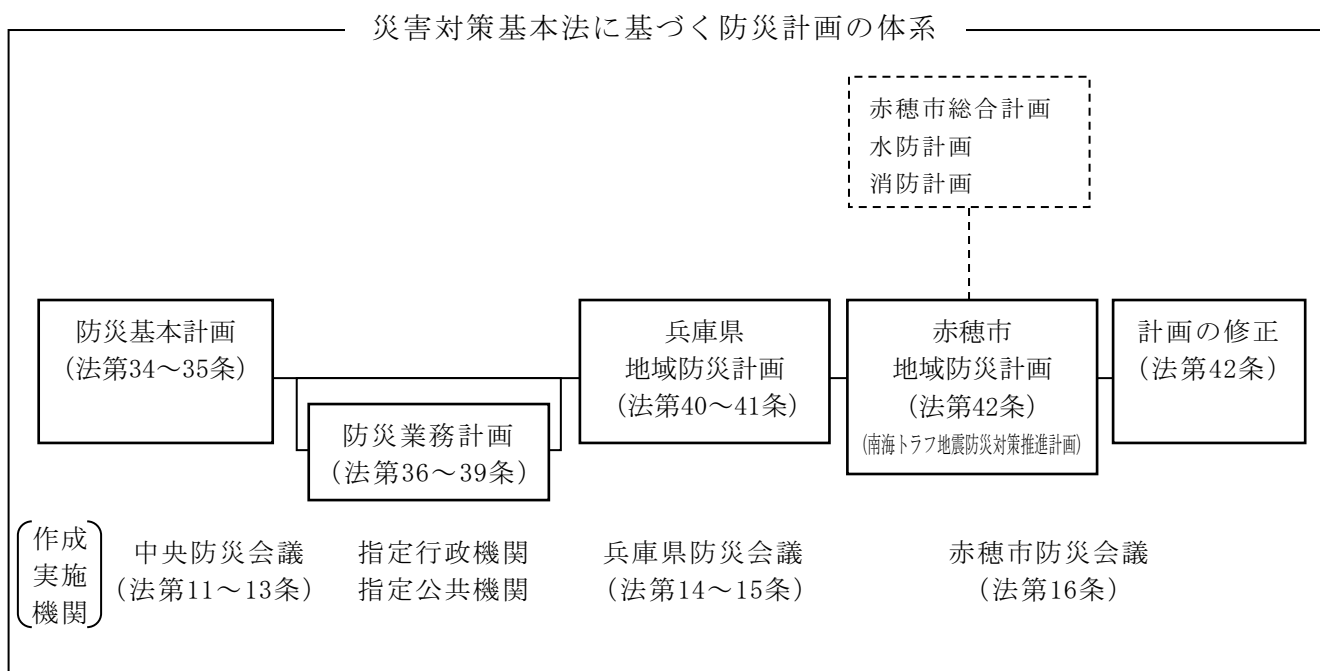 災害対策基本法に基づく防災計画の体系
赤穂市総合計画
水防計画
消防計画
防災基本計画
(法第34～35条)
防災業務計画
(法第36～39条)
兵庫県
地域防災計画
(法第40～41条)
赤穂市
地域防災計画
(法第42条)
(南海トラフ地震防災対策推進計画)
計画の修正
(法第42条)
作成
実施
機関
中央防災会議
(法第11～13条)
指定行政機関
指定公共機関
兵庫県防災会議
(法第14～15条)
赤穂市防災会議
(法第16条)